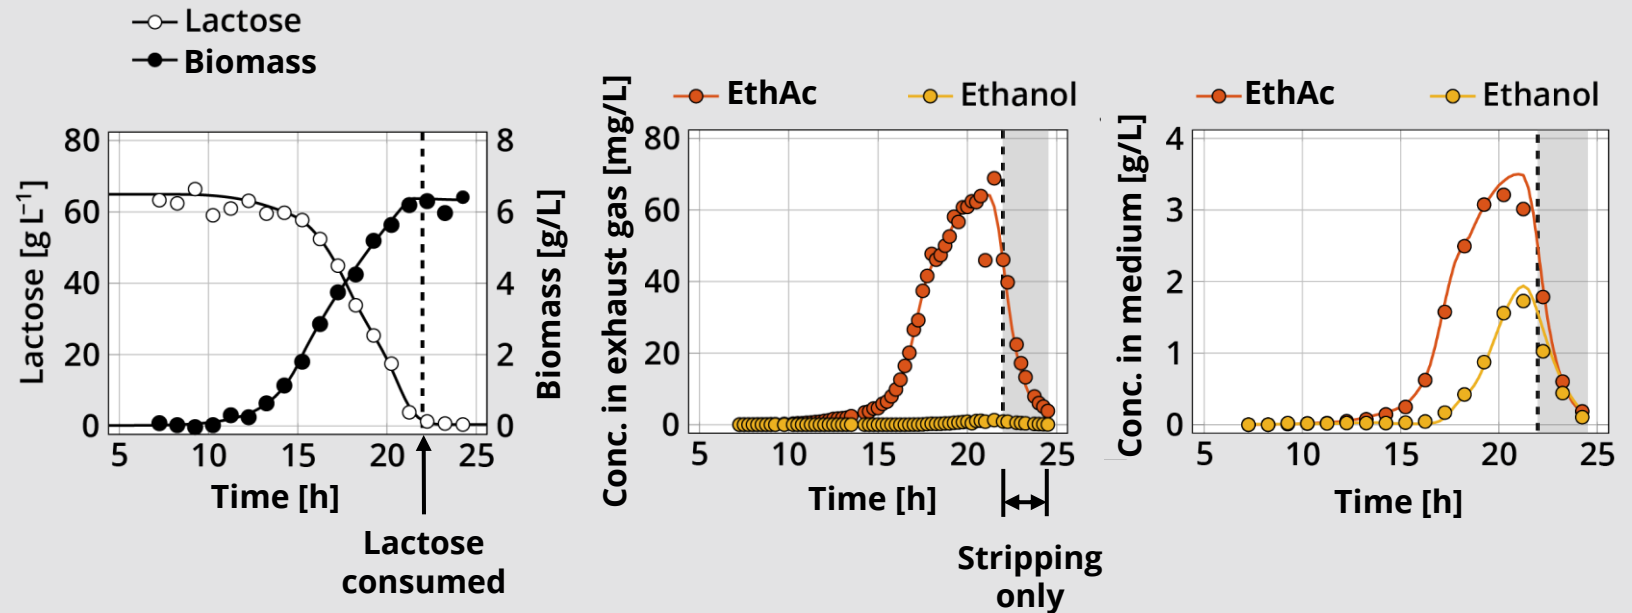 Lactose
Biomass
Lactose [g L⁻¹]
80
60
40
20
0
8
6
4
2
0
Biomass [g/L]
5 10 15 20 25
Time [h]
Lactose
consumed
EthAc Ethanol
Conc. in exhaust gas [mg/L]
80
60
40
20
0
5 10 15 20 25
Time [h]
Stripping
only
EthAc Ethanol
Conc. in medium [g/L]
4
3
2
1
0
5 10 15 20 25
Time [h]